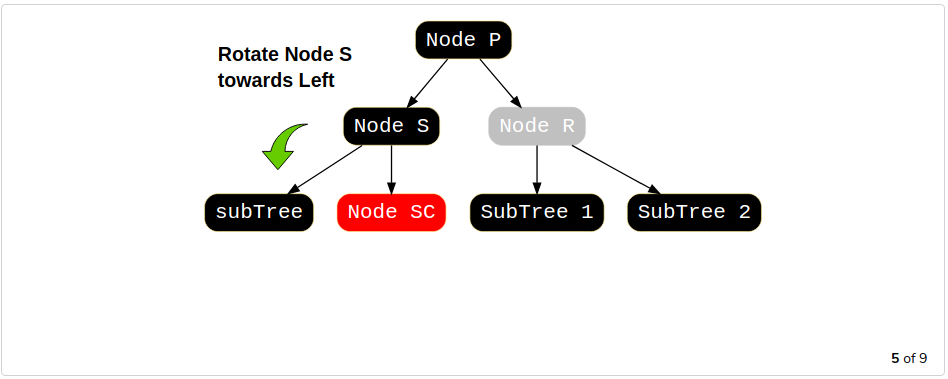 Node P
Rotate Node S
towards Left
Node S
Node R
subTree
Node SC
SubTree 1
SubTree 2
5 of 9